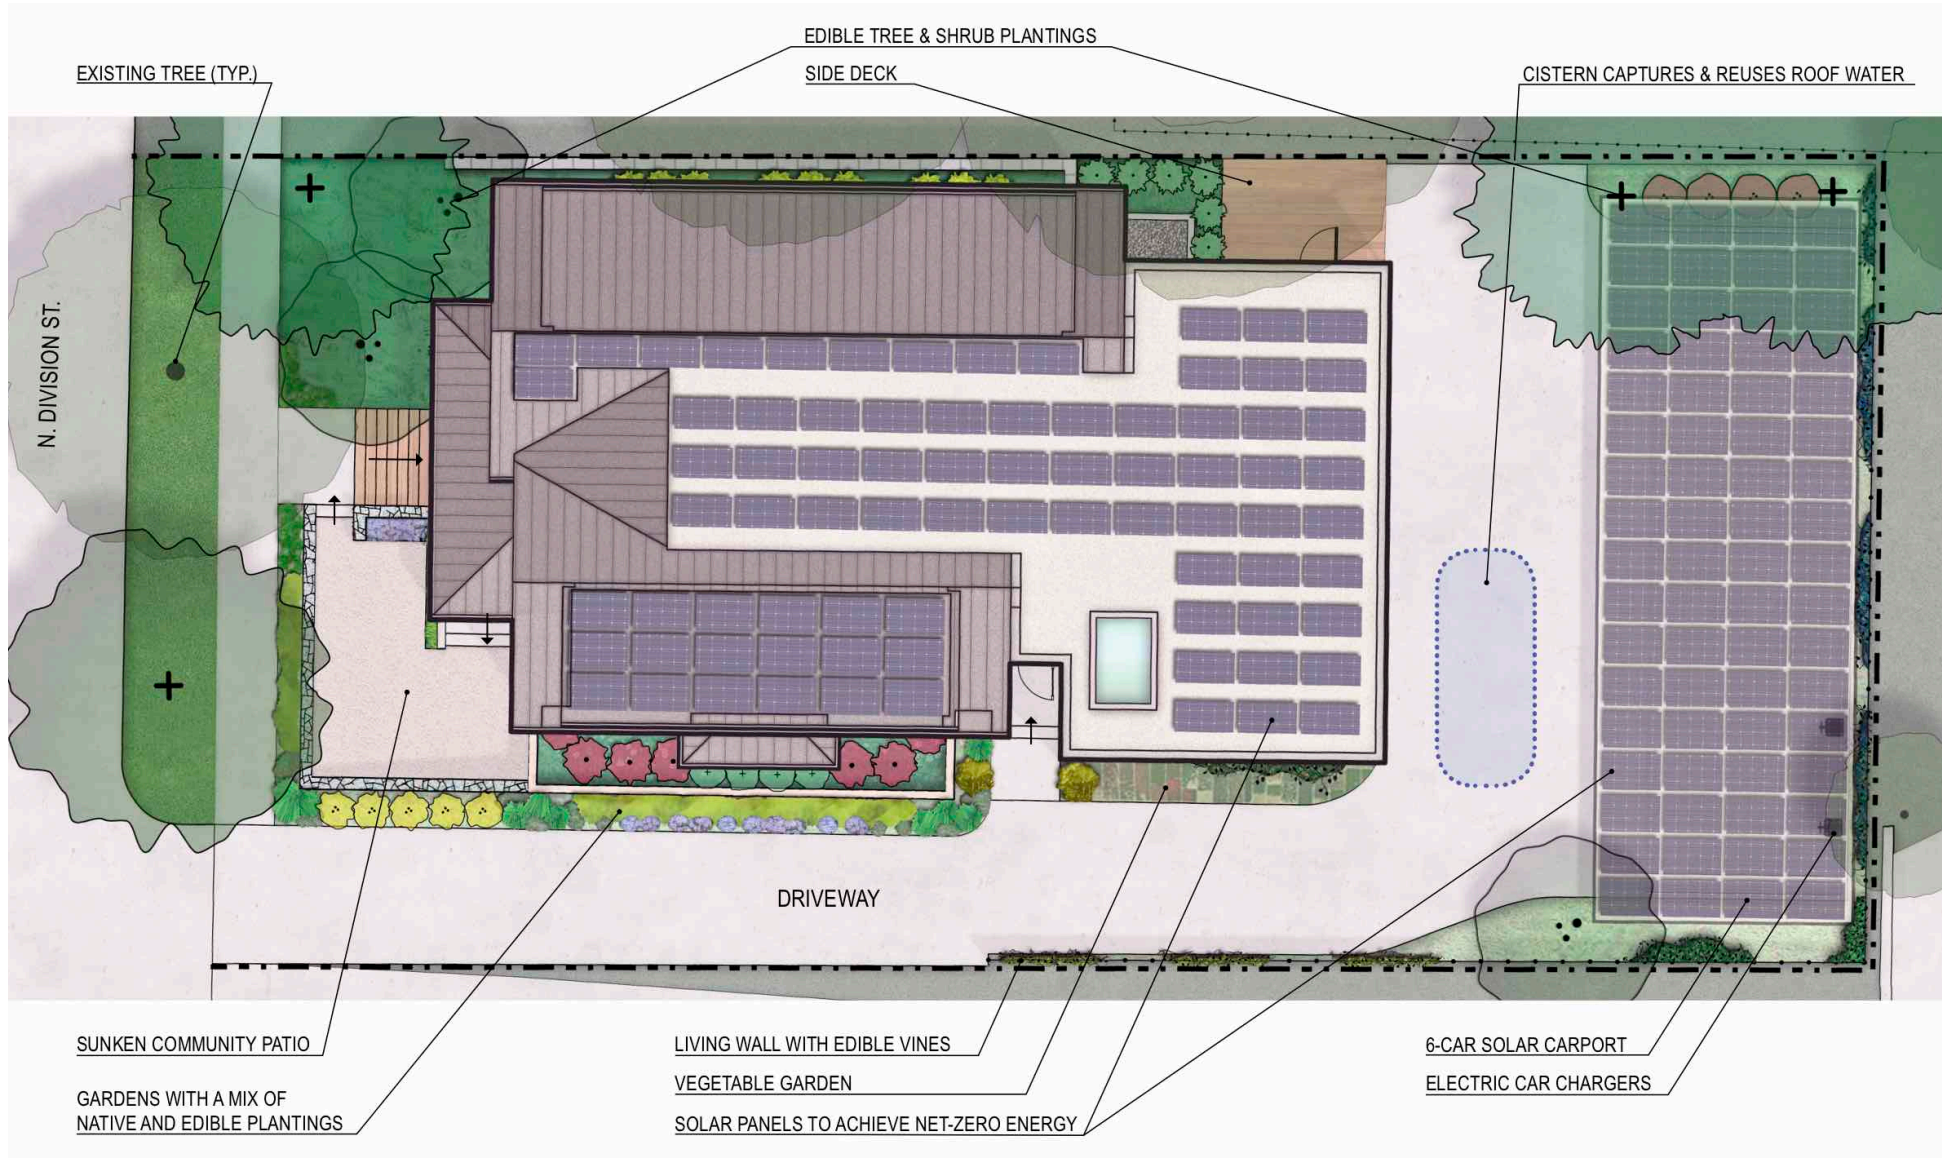 EDIBLE TREE & SHRUB PLANTINGS
EXISTING TREE (TYP.)
SIDE DECK
CISTERN CAPTURES & REUSES ROOF WATER
N. DIVISION ST.
DRIVEWAY
SUNKEN COMMUNITY PATIO
GARDENS WITH A MIX OF
NATIVE AND EDIBLE PLANTINGS
LIVING WALL WITH EDIBLE VINES
VEGETABLE GARDEN
SOLAR PANELS TO ACHIEVE NET-ZERO ENERGY
6-CAR SOLAR CARPORT
ELECTRIC CAR CHARGERS